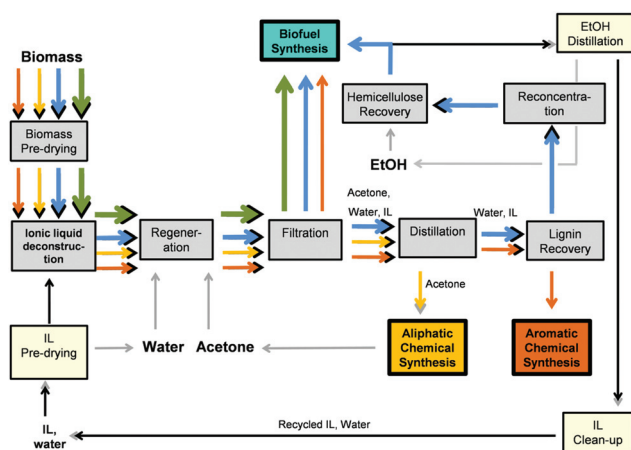 Biofuel
Synthesis
EtOH
Distillation
Biomass
Biomass
Pre-drying
Hemicellulose
Recovery
Reconcentra-
tion
EtOH
Acetone,
Water, IL
Water, IL
Ionic liquid
deconstruc-
tion
Regener-
ation
Filtration
Distillation
Lignin
Recovery
Acetone
IL
Pre-drying
Water
Acetone
Aliphatic
Chemical
Synthesis
Aromatic
Chemical
Synthesis
IL,
water
Recycled IL, Water
IL
Clean-up